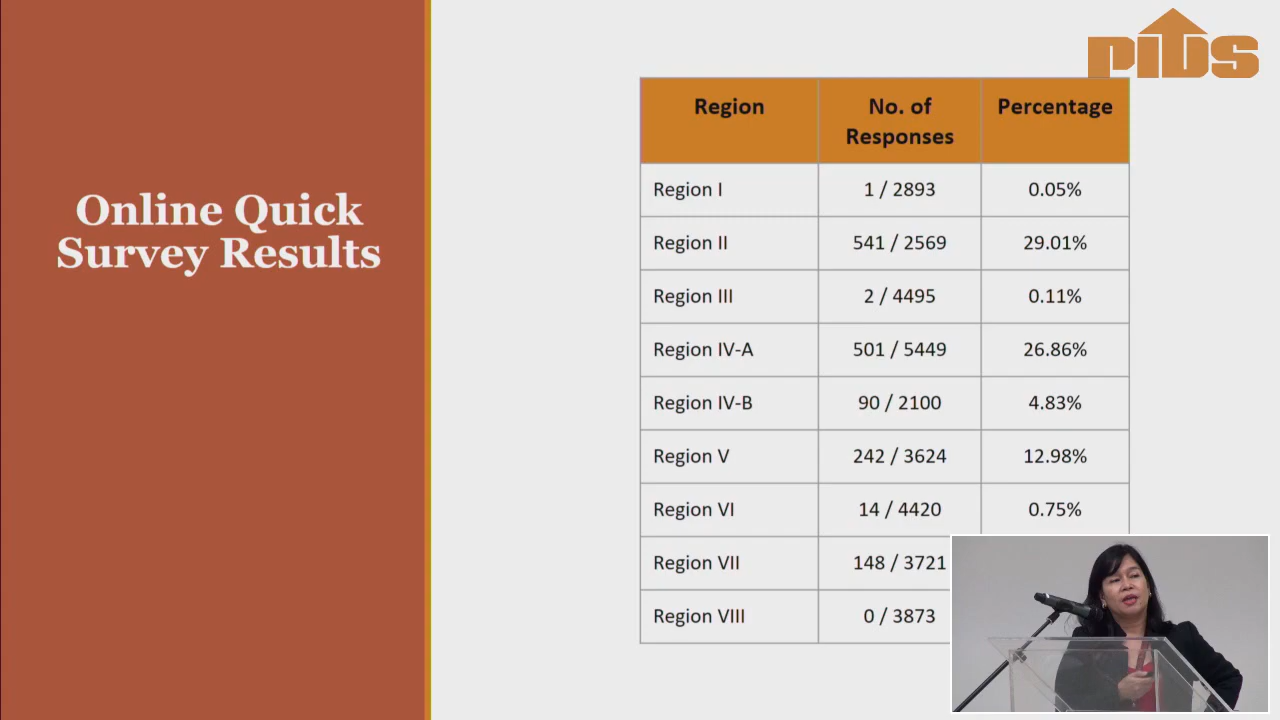 PIDS
Online Quick
Survey Results
Region No. of Responses Percentage
Region I 1 / 2893 0.05%
Region II 541 / 2569 29.01%
Region III 2 / 4495 0.11%
Region IV-A 501 / 5449 26.86%
Region IV-B 90 / 2100 4.83%
Region V 242 / 3624 12.98%
Region VI 14 / 4420 0.75%
Region VII 148 / 3721
Region VIII 0 / 3873